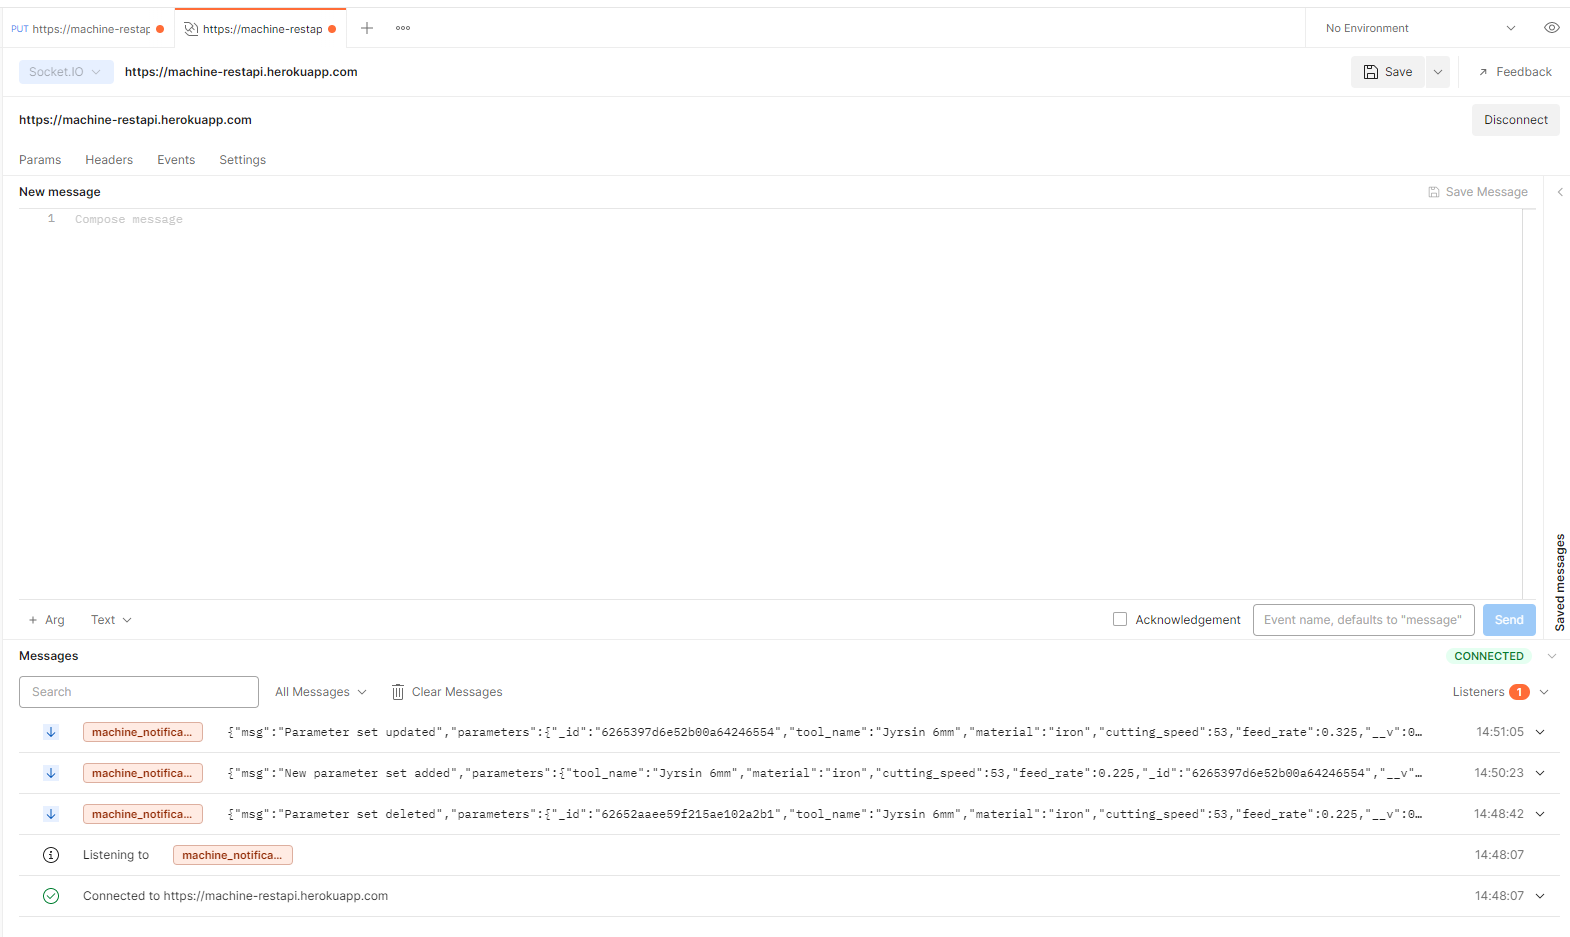 PUT https://machine-restap
https://machine-restap
No Environment
Socket.IO
https://machine-restapi.herokuapp.com
Save
Feedback
https://machine-restapi.herokuapp.com
Disconnect
Params Headers Events Settings
New message
Save Message
1 Compose message
Saved messages
+ Arg
Text
Acknowledgement
Event name, defaults to "message"
Send
Messages
CONNECTED
Search
All Messages
Clear Messages
Listeners 1
machine_notifica... {"msg":"Parameter set updated","parameters":{"_id":"6265397d6e52b00a64246554","tool_name":"Jyrsin 6mm","material":"iron","cutting_speed":53,"feed_rate":0.325,"__v":0… 14:51:05
machine_notifica... {"msg":"New parameter set added","parameters":{"tool_name":"Jyrsin 6mm","material":"iron","cutting_speed":53,"feed_rate":0.225,"_id":"6265397d6e52b00a64246554","__v"… 14:50:23
machine_notifica... {"msg":"Parameter set deleted","parameters":{"_id":"62652aaee59f215ae102a2b1","tool_name":"Jyrsin 6mm","material":"iron","cutting_speed":53,"feed_rate":0.225,"__v":0… 14:48:42
Listening to machine_notifica... 14:48:07
Connected to https://machine-restapi.herokuapp.com 14:48:07